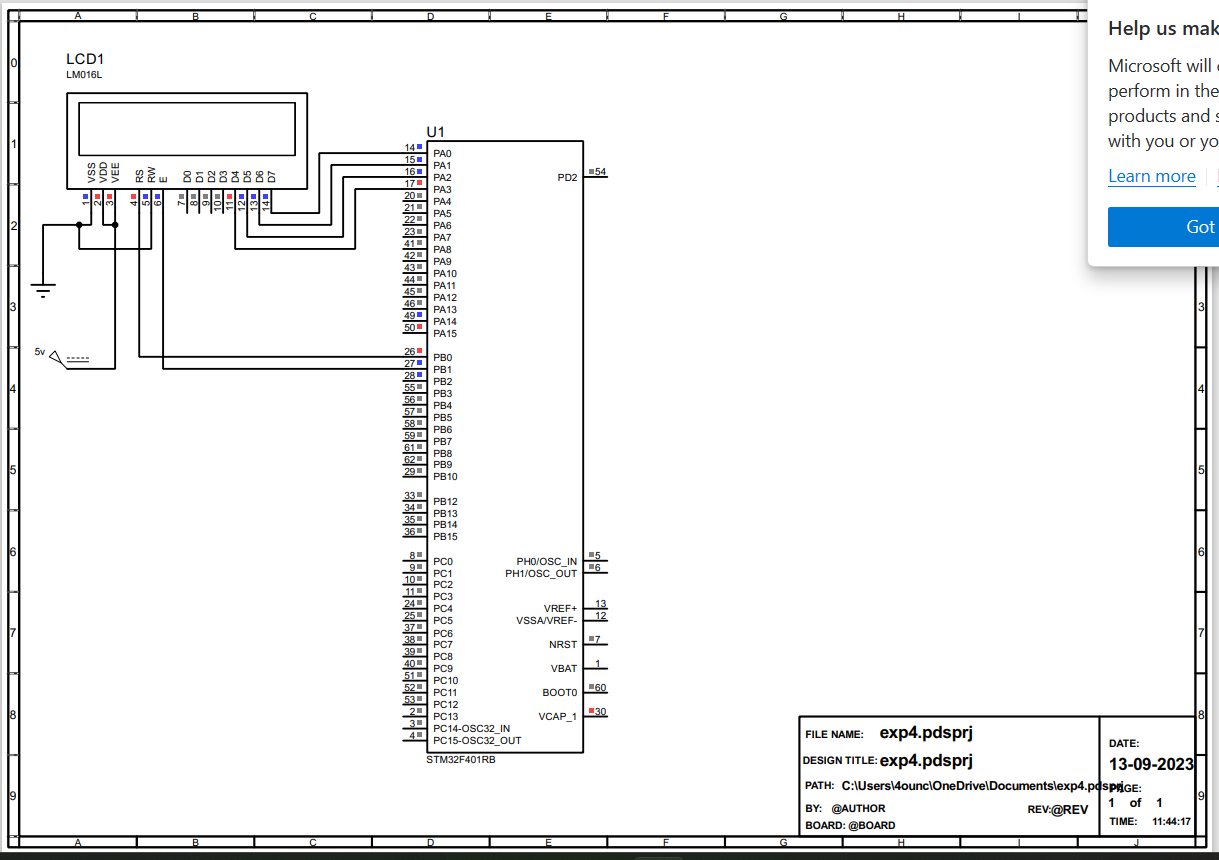 A B C D E F G H I
0
1
2
3
4
5
6
7
8
9
LCD1
LM016L
VSS VDD VEE RS RW E D0 D1 D2 D3 D4 D5 D6 D7
1 2 3 4 5 6 7 8 9 10 11 12 13 14
5v
U1
14 PA0
15 PA1
16 PA2
17 PA3
20 PA4
21 PA5
22 PA6
23 PA7
41 PA8
42 PA9
43 PA10
44 PA11
45 PA12
46 PA13
49 PA14
50 PA15
26 PB0
27 PB1
28 PB2
55 PB3
56 PB4
57 PB5
58 PB6
59 PB7
61 PB8
62 PB9
29 PB10
33 PB12
34 PB13
35 PB14
36 PB15
8 PC0
9 PC1
10 PC2
11 PC3
24 PC4
25 PC5
37 PC6
38 PC7
39 PC8
40 PC9
51 PC10
52 PC11
53 PC12
2 PC13
3 PC14-OSC32_IN
4 PC15-OSC32_OUT
PD2 54
PH0/OSC_IN 5
PH1/OSC_OUT 6
VREF+ 13
VSSA/VREF- 12
NRST 7
VBAT 1
BOOT0 60
VCAP_1 30
STM32F401RB
Help us mak
Microsoft will
perform in the
products and s
with you or yo
Learn more
Got
3
4
5
6
7
8
9
FILE NAME: exp4.pdsprj
DESIGN TITLE: exp4.pdsprj
PATH: C:\Users\4ounc\OneDrive\Documents\exp4.pdsprj
BY: @AUTHOR REV:@REV
BOARD: @BOARD
DATE:
13-09-2023
PAGE:
1 of 1
TIME: 11:44:17
A B C D E F G H I J